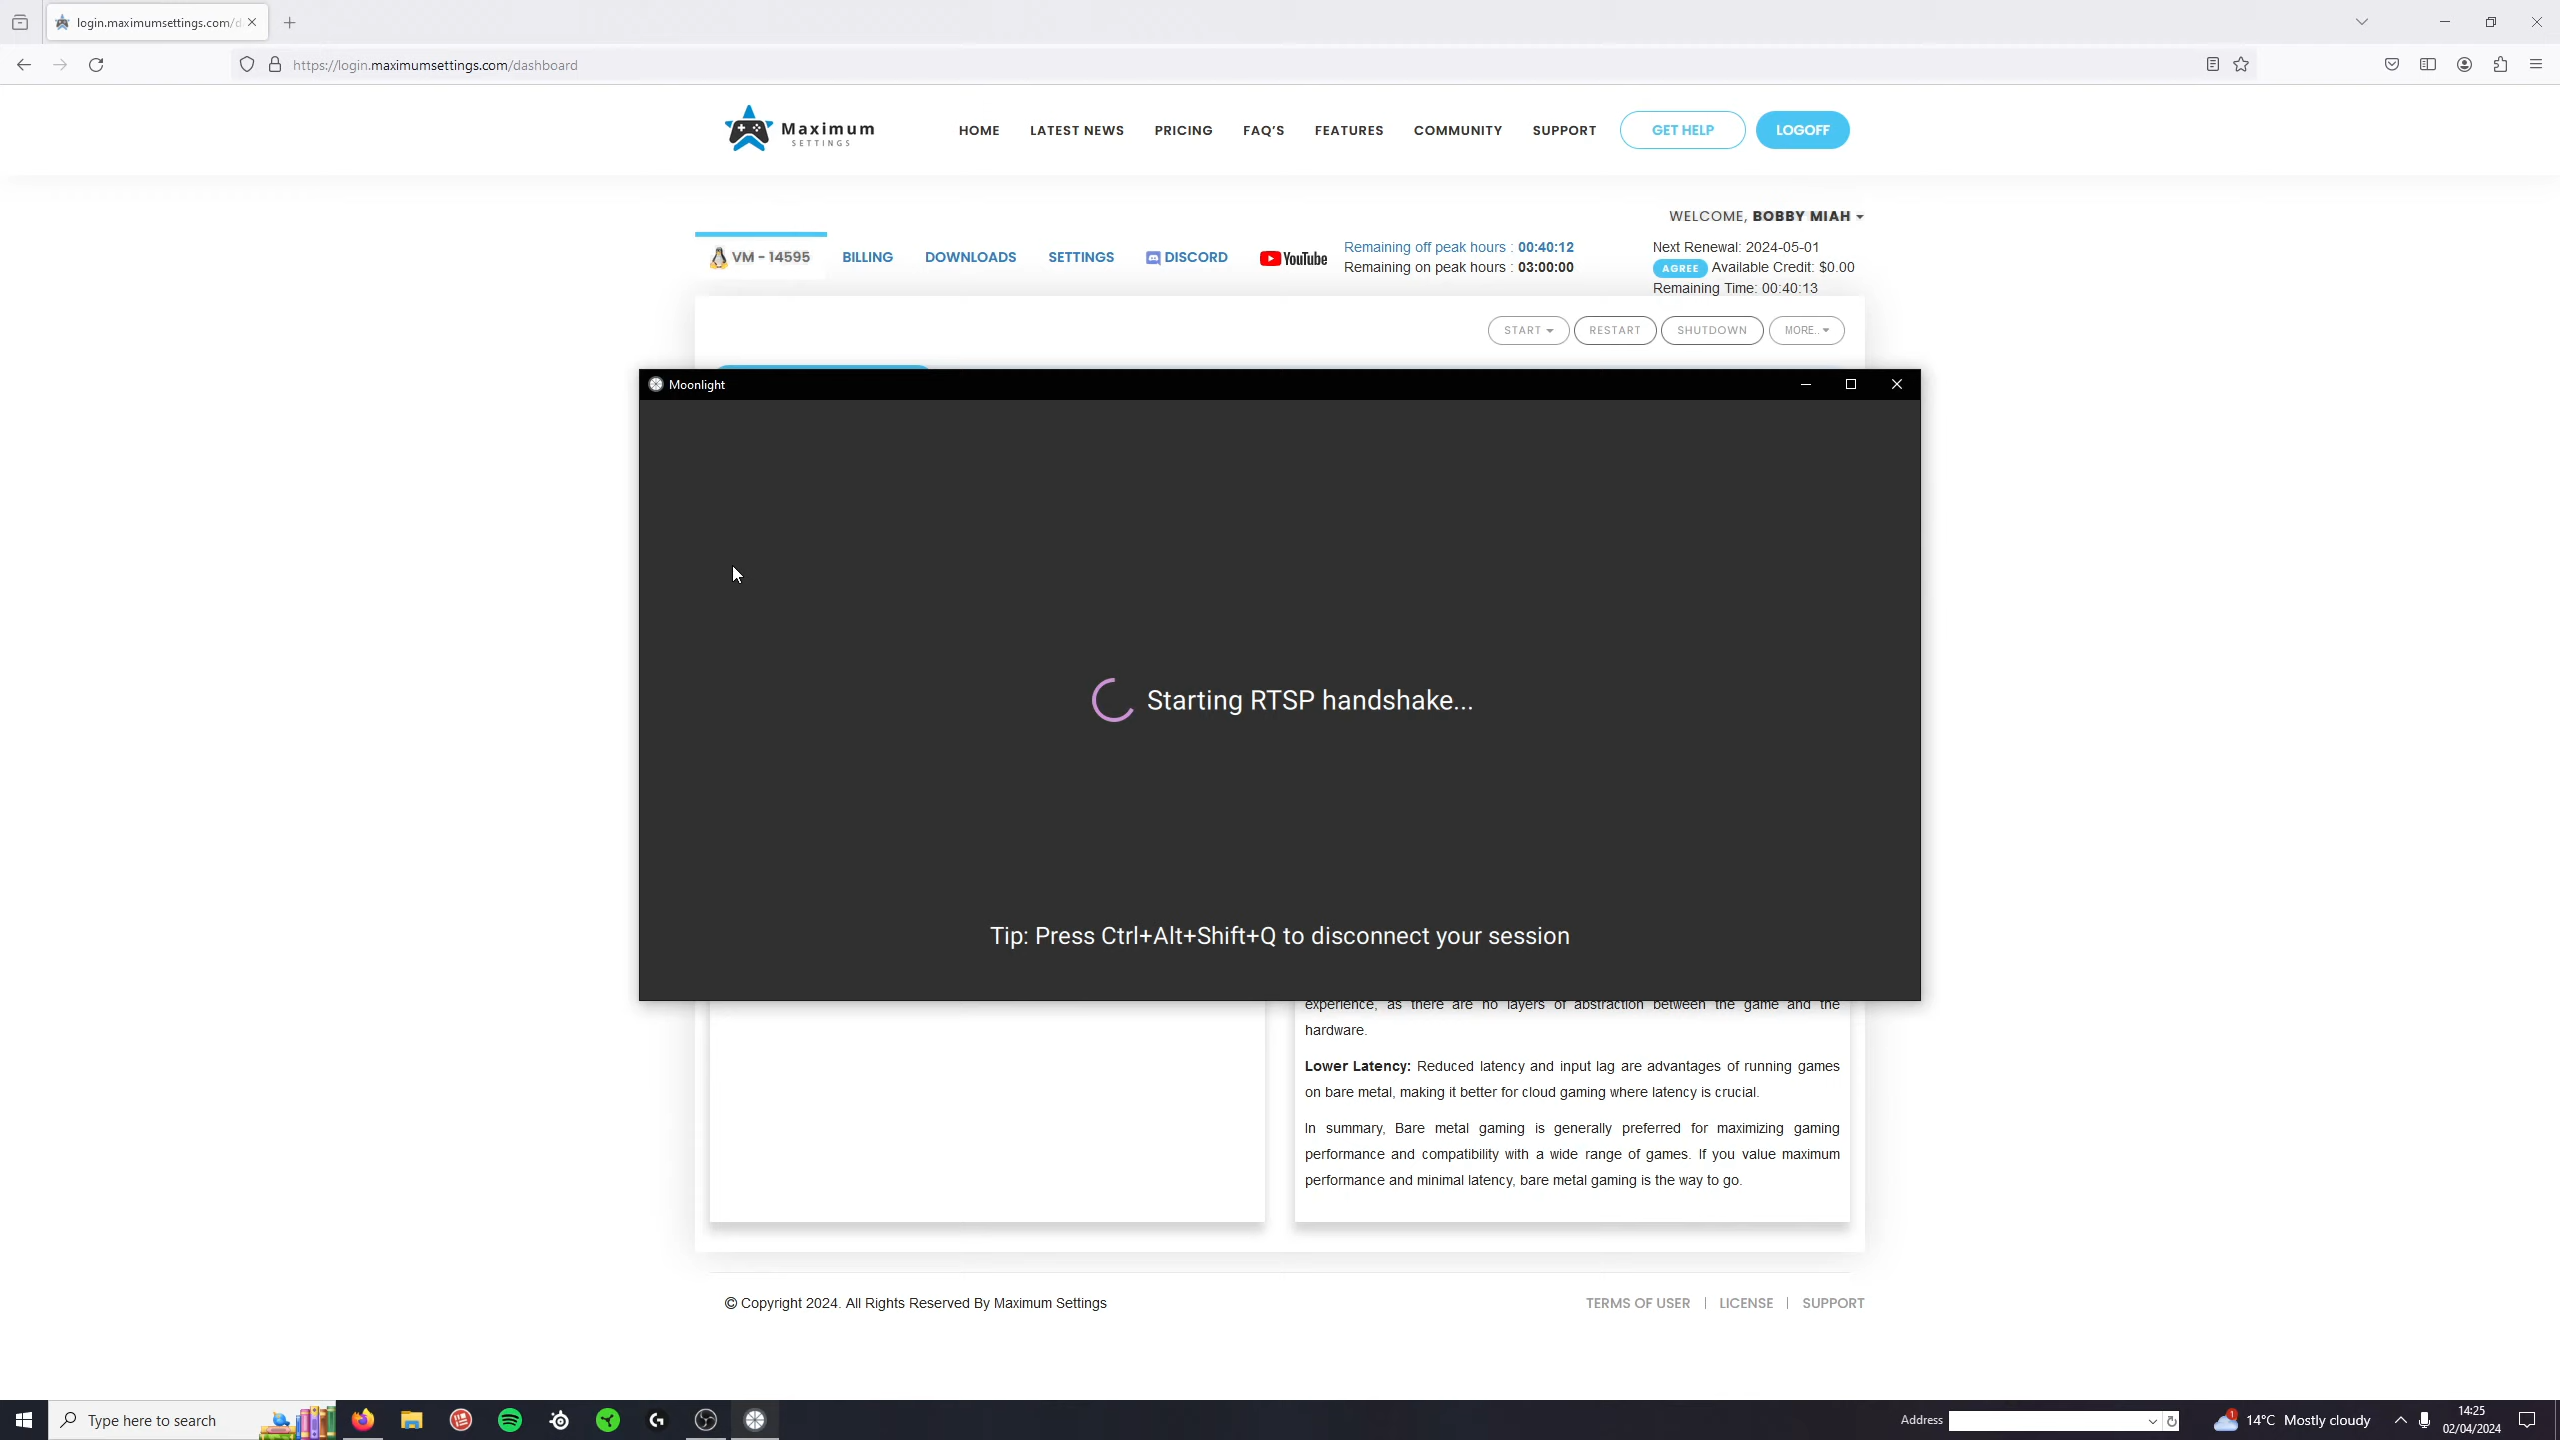 login.maximumsettings.com/d
https://login.maximumsettings.com/dashboard
Maximum
SETTINGS
HOME
LATEST NEWS
PRICING
FAQ'S
FEATURES
COMMUNITY
SUPPORT
GET HELP
LOGOFF
WELCOME, BOBBY MIAH
VM - 14595
BILLING
DOWNLOADS
SETTINGS
DISCORD
YouTube
Remaining off peak hours : 00:40:12
Remaining on peak hours : 03:00:00
Next Renewal: 2024-05-01
AGREE Available Credit: $0.00
Remaining Time: 00:40:13
START
RESTART
SHUTDOWN
MORE..
Moonlight
Starting RTSP handshake...
Tip: Press Ctrl+Alt+Shift+Q to disconnect your session
experience, as there are no layers of abstraction between the game and the
hardware.
Lower Latency: Reduced latency and input lag are advantages of running games
on bare metal, making it better for cloud gaming where latency is crucial.
In summary, Bare metal gaming is generally preferred for maximizing gaming
performance and compatibility with a wide range of games. If you value maximum
performance and minimal latency, bare metal gaming is the way to go.
© Copyright 2024. All Rights Reserved By Maximum Settings
TERMS OF USER | LICENSE | SUPPORT
Type here to search
Address
1
14°C Mostly cloudy
14:25
02/04/2024